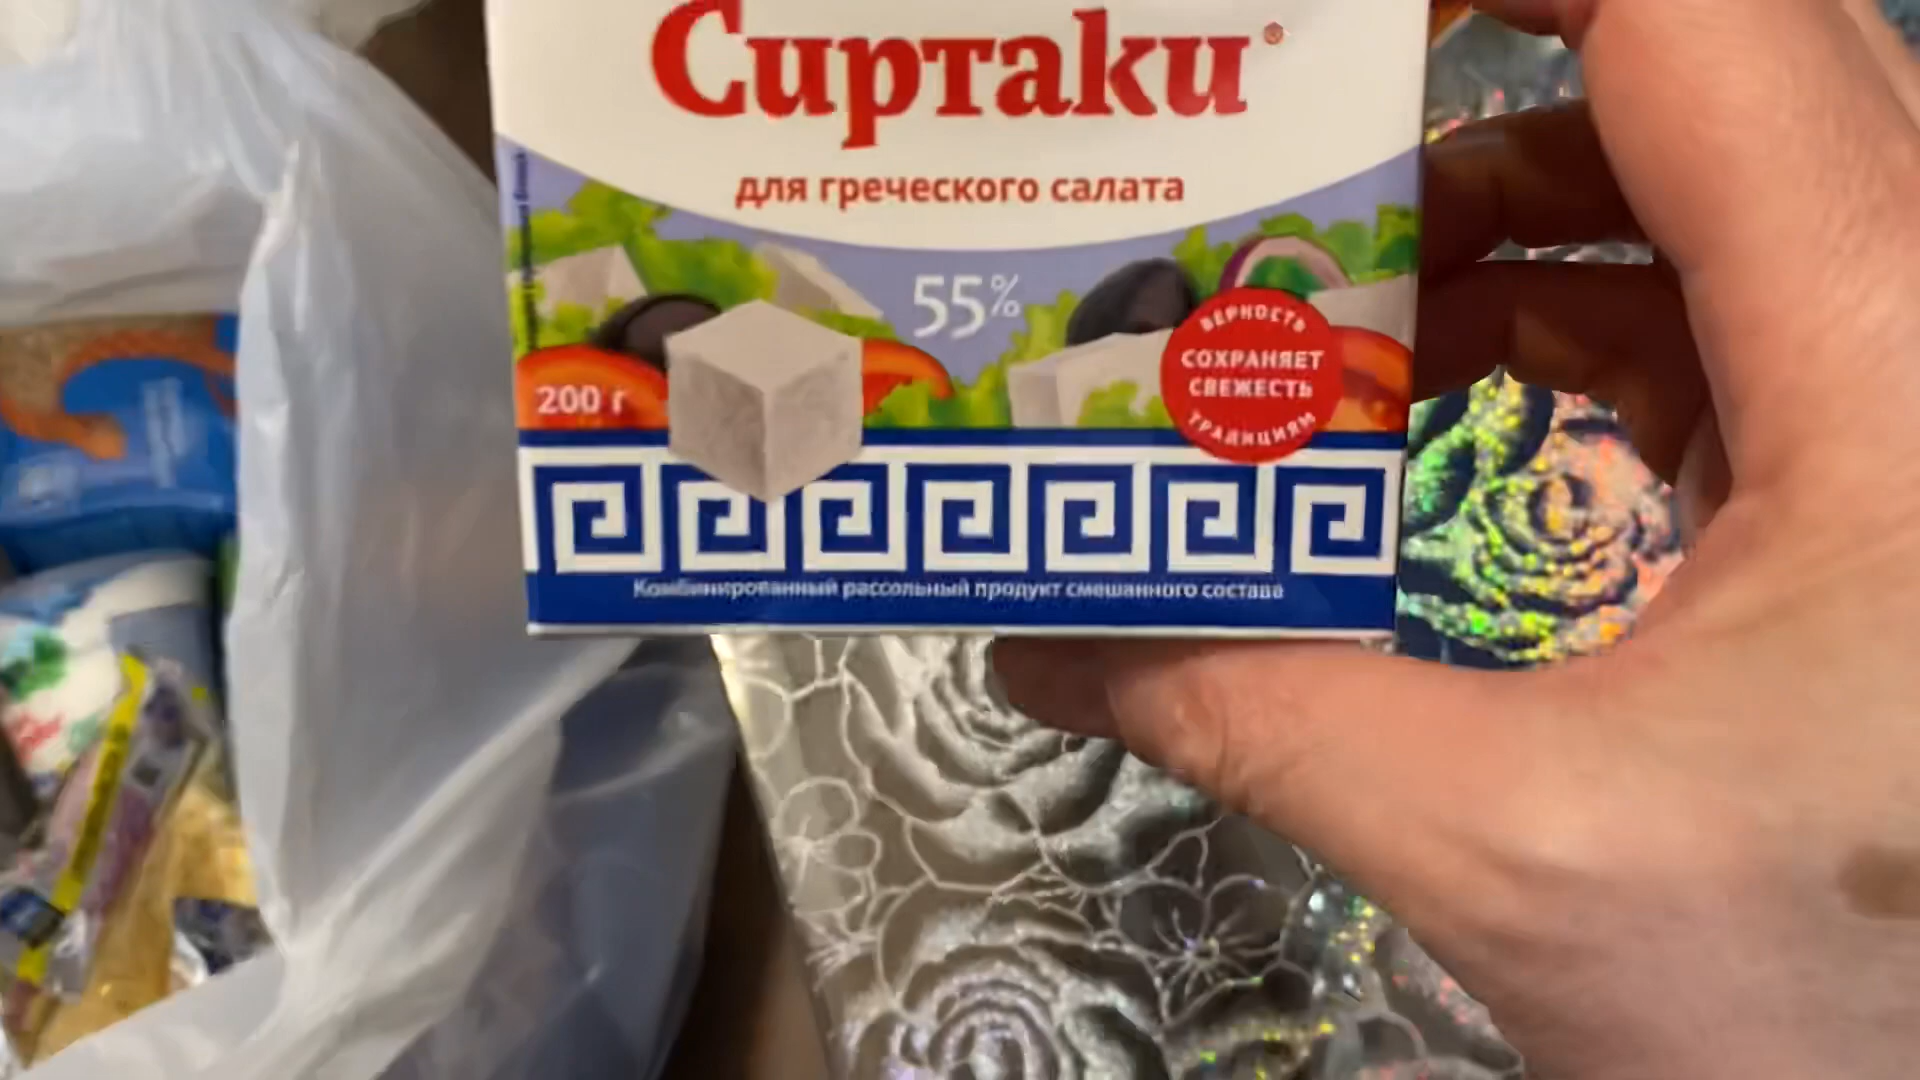 Сиртаки
для греческого салата
55%
200 г
ВЕРНОСТЬ
СОХРАНЯЕТ
СВЕЖЕСТЬ
ТРАДИЦИЯМ
Комбинированный рассольный продукт смешанного состава